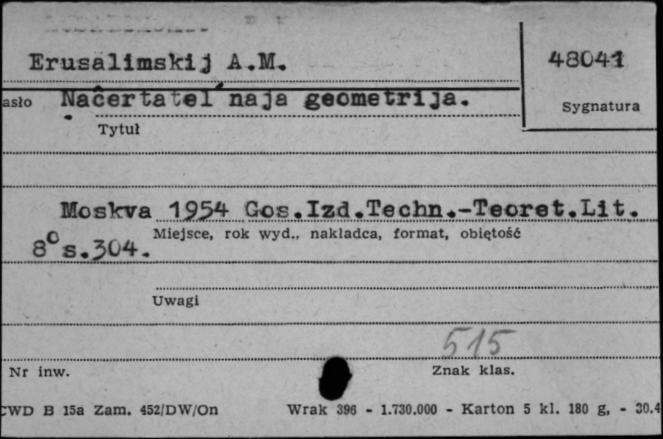 Erusalimskij A.M.
48041
asło Načertatel'naja geometrija.
Sygnatura
Tytuł
Moskva 1954 Gos.Izd.Techn.-Teoret.Lit.
Miejsce, rok wyd., nakładca, format, objętość
8° s.304.
Uwagi
515
Nr inw.
Znak klas.
CWD B 15a Zam. 452/DW/On Wrak 396 - 1.730.000 - Karton 5 kl. 180 g, - 30.4